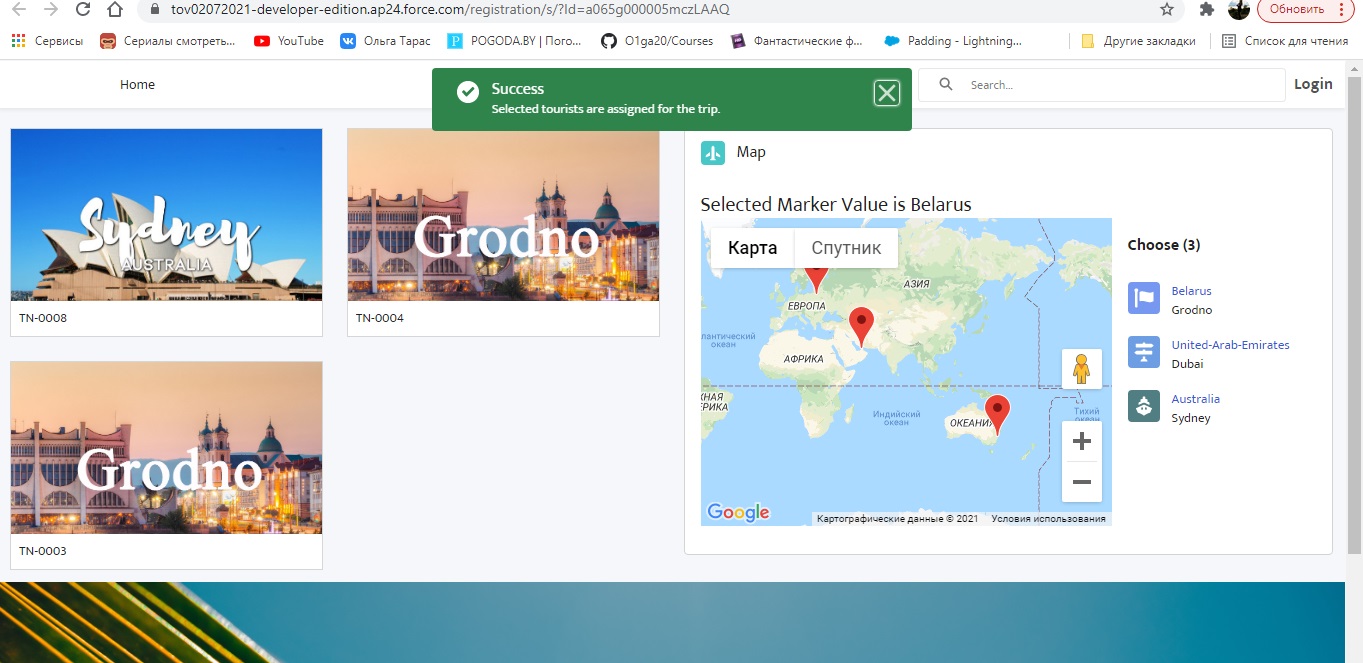 tov02072021-developer-edition.ap24.force.com/registration/s/?Id=a065g000005mczLAAQ
Обновить
Сервисы
Сериалы смотреть...
YouTube
Ольга Тарас
POGODA.BY | Пого...
O1ga20/Courses
Фантастические ф...
Padding - Lightning...
Другие закладки
Список для чтения
Home
Success
Selected tourists are assigned for the trip.
Search...
Login
Sydney
AUSTRALIA
TN-0008
Grodno
TN-0004
Grodno
TN-0003
Map
Selected Marker Value is Belarus
Карта
Спутник
АЗИЯ
ЕВРОПА
лантический
океан
АФРИКА
ЖНАЯ
ЕРИКА
Индийский
океан
ОКЕАНИЯ
Тихий
океан
Google
Картографические данные © 2021
Условия использования
Choose (3)
Belarus
Grodno
United-Arab-Emirates
Dubai
Australia
Sydney